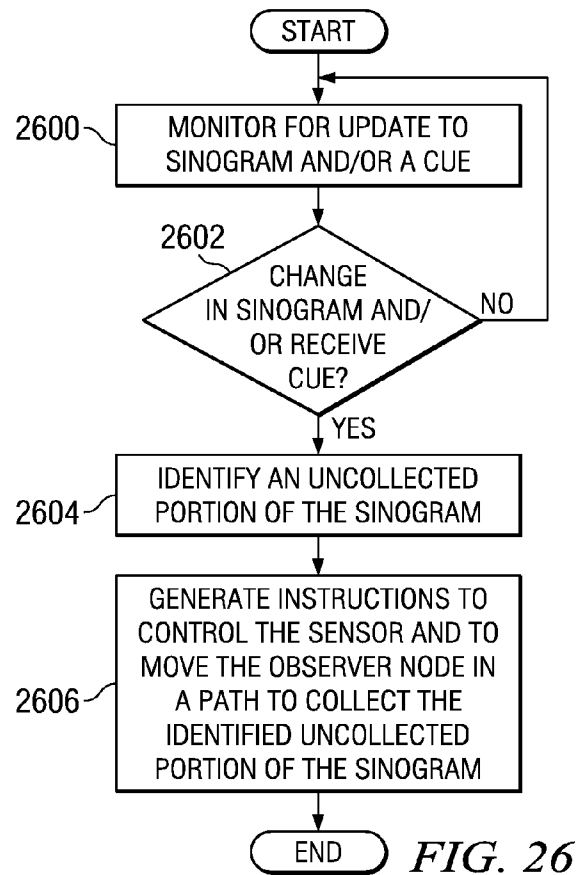 START
2600
MONITOR FOR UPDATE TO
SINOGRAM AND/OR A CUE
2602
CHANGE
IN SINOGRAM AND/
OR RECEIVE
CUE?
NO
YES
2604
IDENTIFY AN UNCOLLECTED
PORTION OF THE SINOGRAM
2606
GENERATE INSTRUCTIONS TO
CONTROL THE SENSOR AND TO
MOVE THE OBSERVER NODE IN
A PATH TO COLLECT THE
IDENTIFIED UNCOLLECTED
PORTION OF THE SINOGRAM
END
FIG. 26